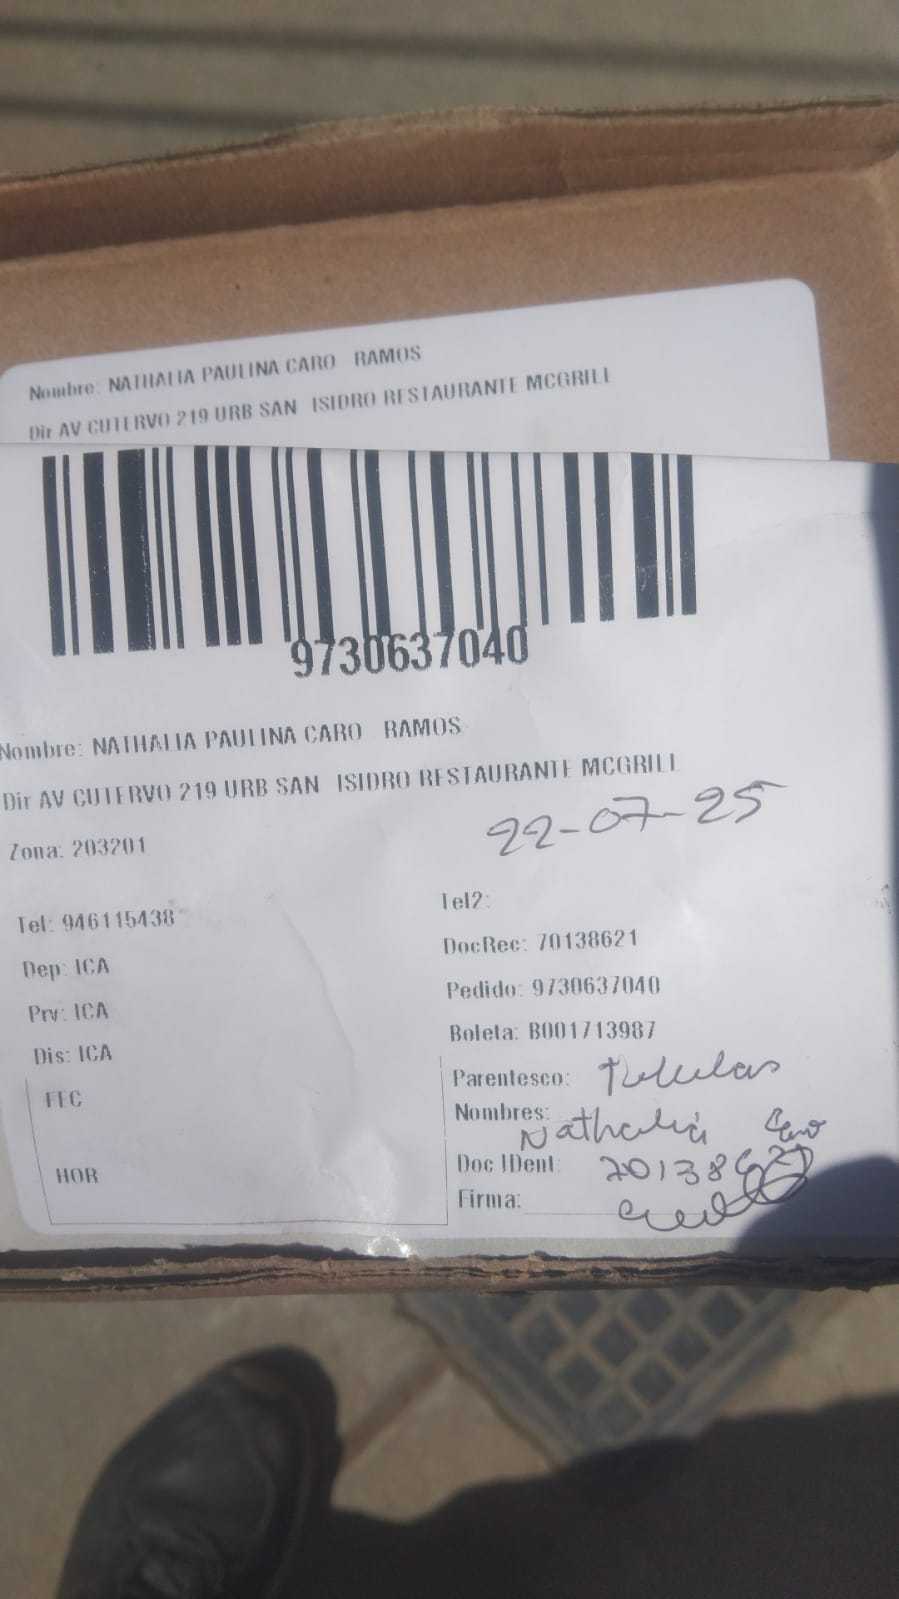 Nombre: NATHALIA PAULINA CARO RAMOS
Dir AV CUTERVO 219 URB SAN ISIDRO RESTAURANTE MCGRILL
9730637040
Nombre: NATHALIA PAULINA CARO RAMOS
Dir AV CUTERVO 219 URB SAN ISIDRO RESTAURANTE MCGRILL
22-07-25
Zona: 203201
Tel2:
Tel: 946115438
DocRec: 70138621
Dep: ICA
Pedido: 9730637040
Prv: ICA
Boleta: B001713987
Dis: ICA
Parentesco:
FEC
Nombres: Nathalia Caro
HOR
Doc IDent:
Firma: